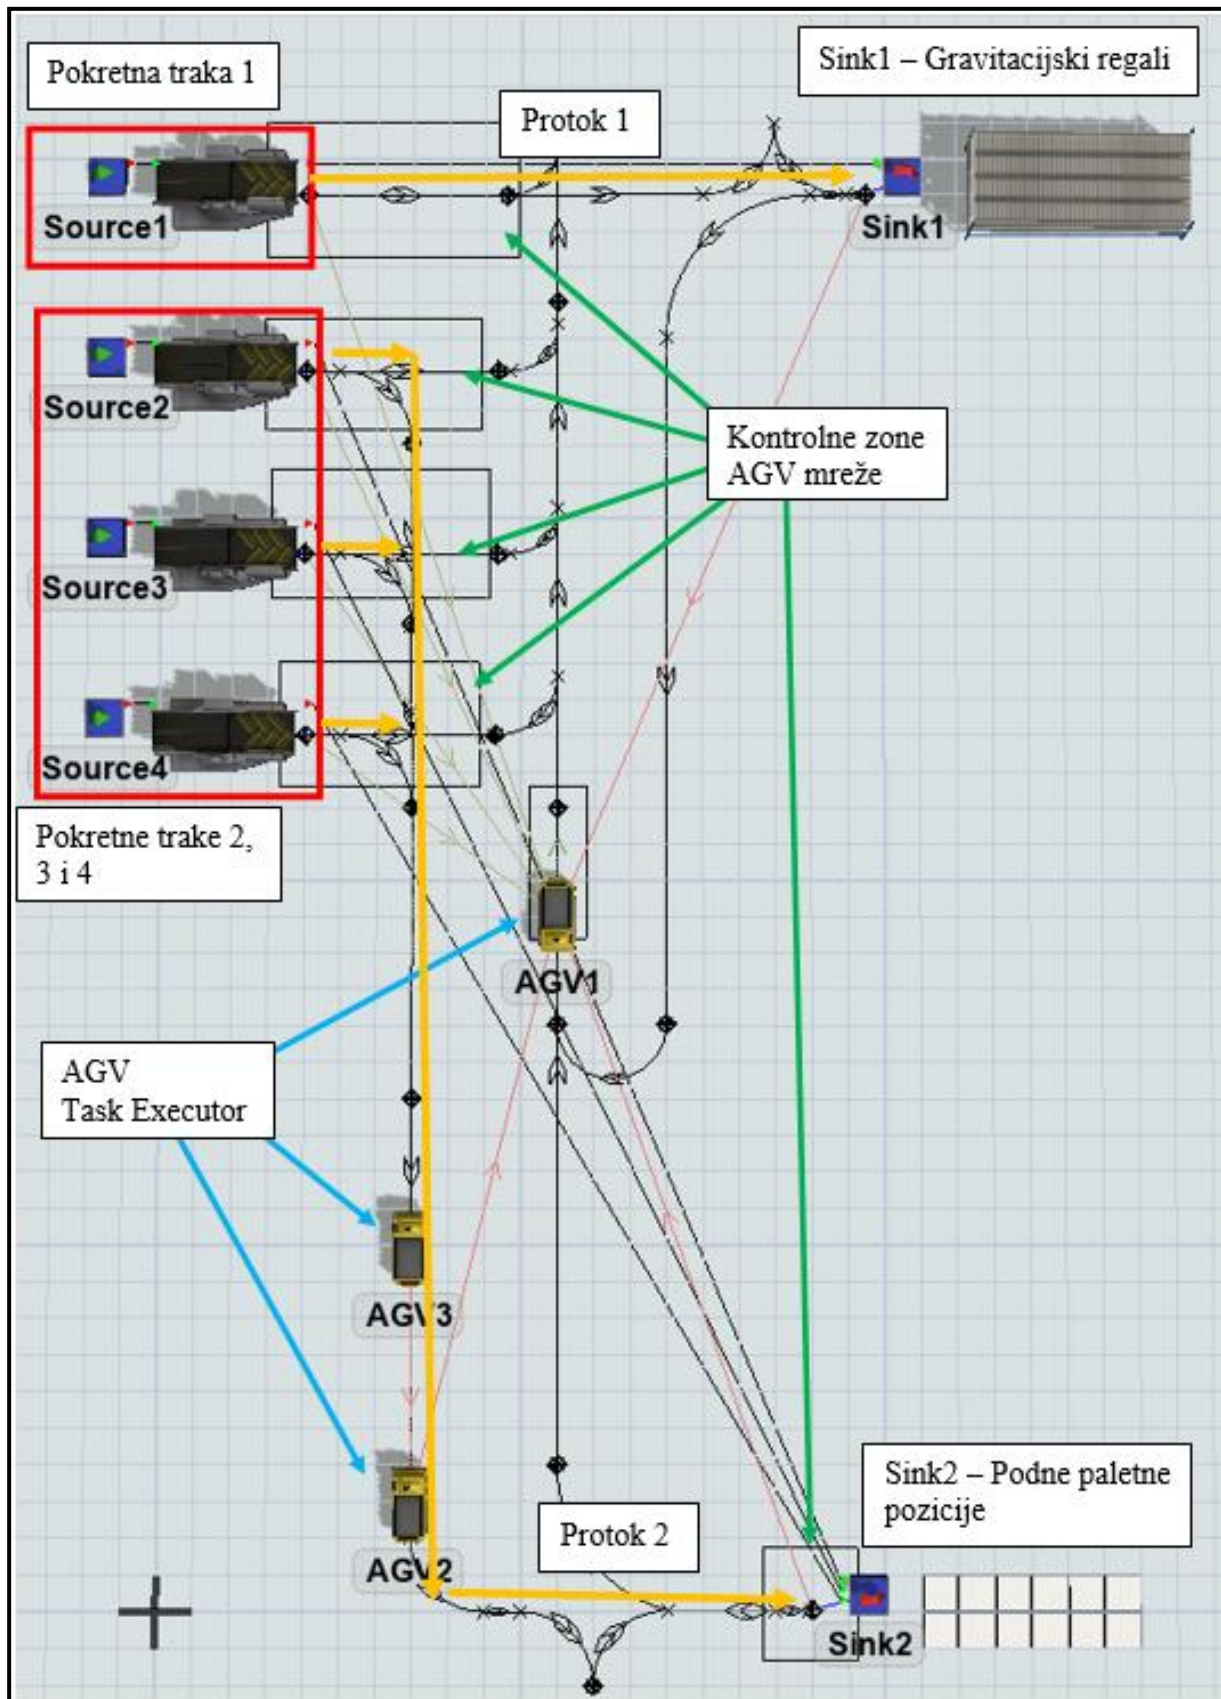 Pokretna traka 1
Sink1 – Gravitacijski regali
Protok 1
Source1
Sink1
Source2
Kontrolne zone
AGV mreže
Source3
Source4
Pokretne trake 2,
3 i 4
AGV1
AGV
Task Executor
AGV3
Sink2 – Podne paletne
pozicije
Protok 2
AGV2
Sink2